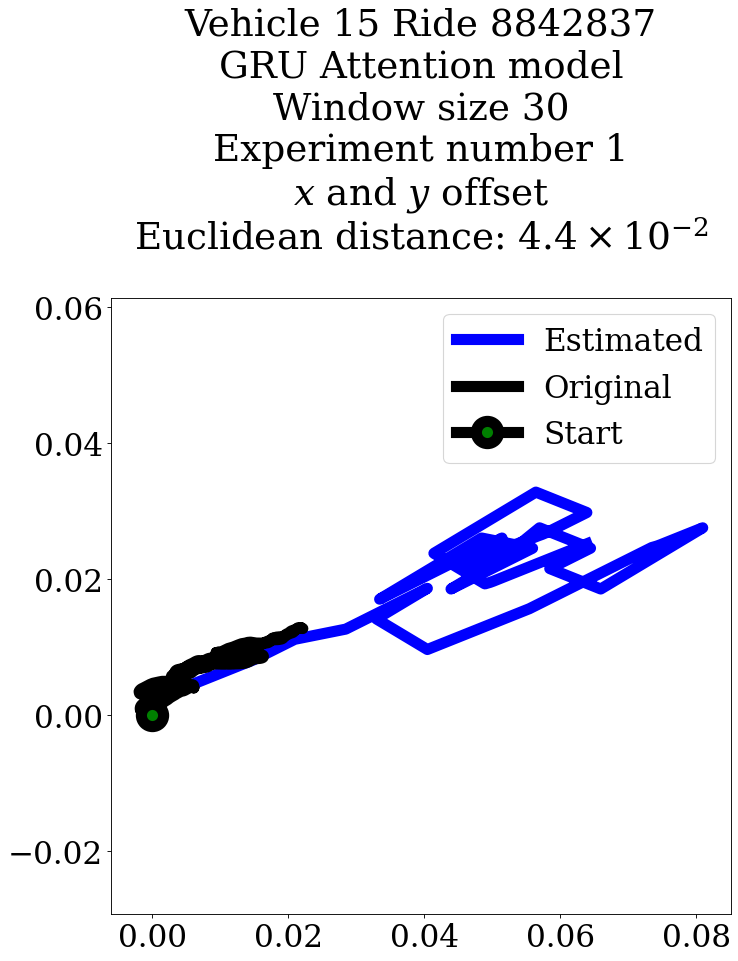 Vehicle 15 Ride 8842837
GRU Attention model
Window size 30
Experiment number 1
x and y offset
Euclidean distance: 4.4 × 10⁻²
0.06
Estimated
Original
0.04
Start
0.02
0.00
−0.02
0.00 0.02 0.04 0.06 0.08